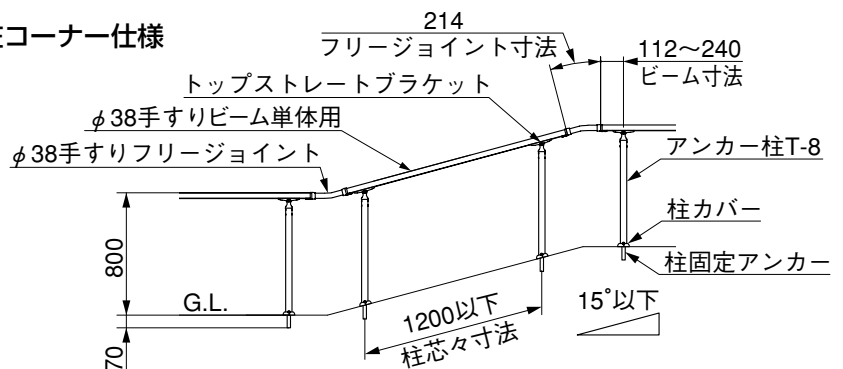 コーナー仕様
214
フリージョイント寸法
112～240
ビーム寸法
トップストレートブラケット
φ38手すりビーム単体用
φ38手すりフリージョイント
アンカー柱T-8
柱カバー
柱固定アンカー
800
G.L.
70
1200以下
柱芯々寸法
15°以下